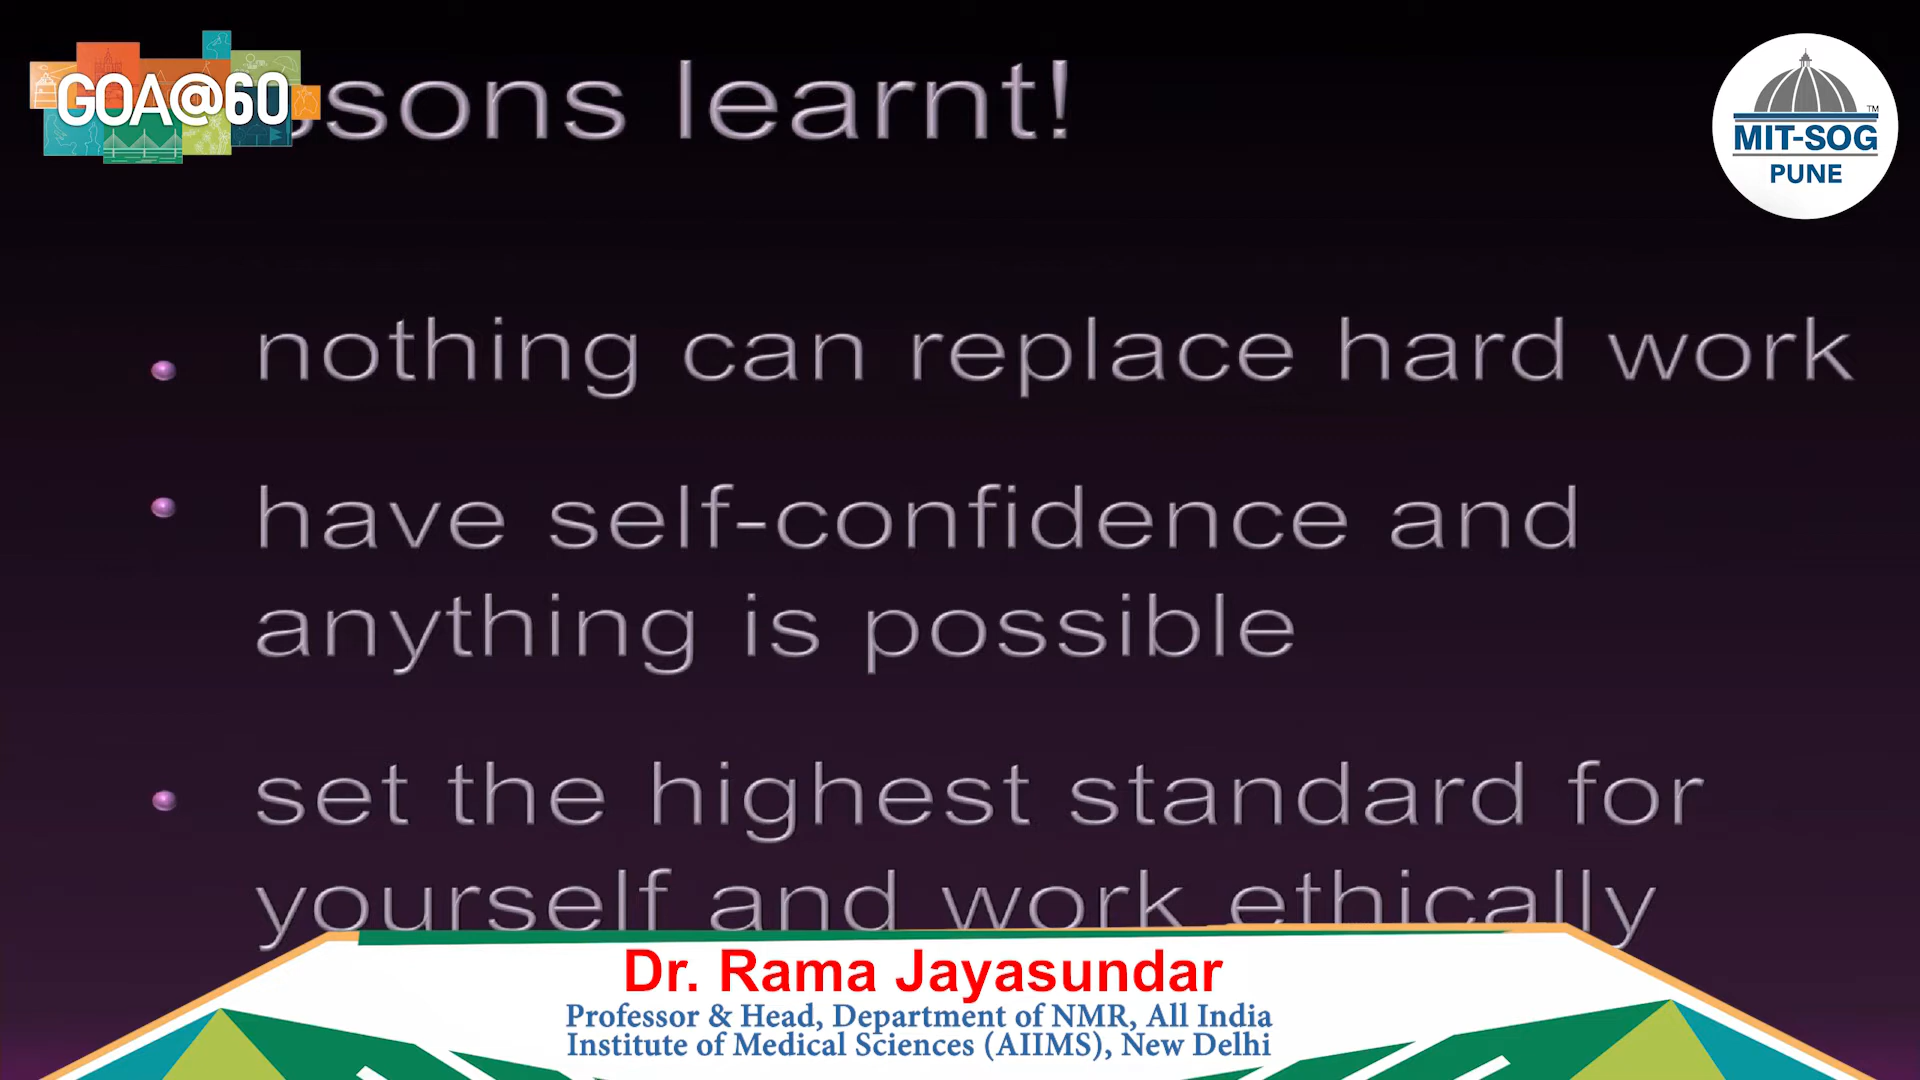 GOA@60
sons learnt!
TM
MIT-SOG
PUNE
• nothing can replace hard work
• have self-confidence and
anything is possible
• set the highest standard for
yourself and work ethically
Dr. Rama Jayasundar
Professor & Head, Department of NMR, All India
Institute of Medical Sciences (AIIMS), New Delhi